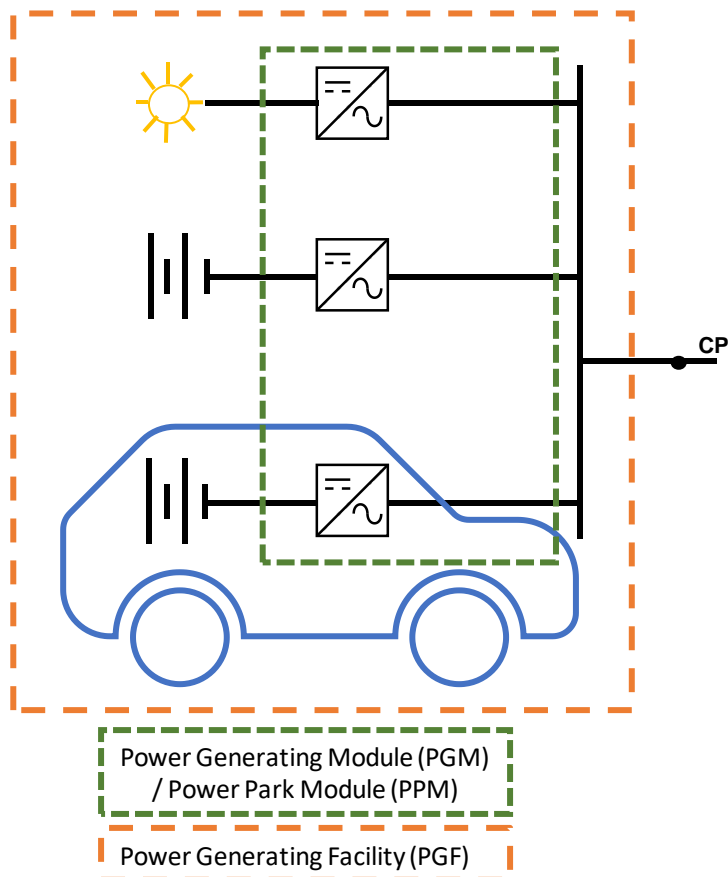 CP
Power Generating Module (PGM)
/ Power Park Module (PPM)
Power Generating Facility (PGF)